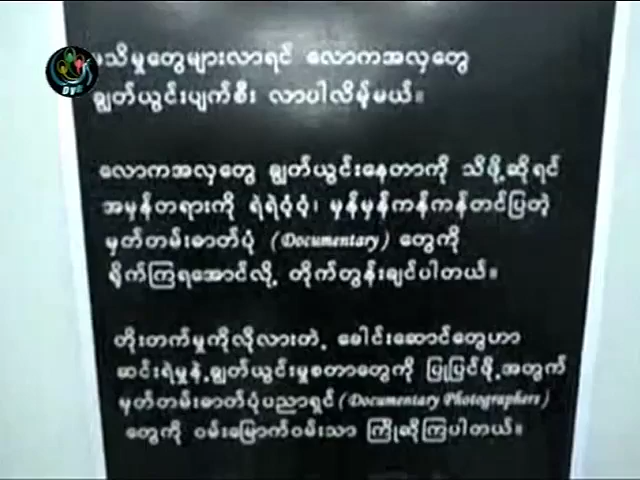 မသိမှုတွေများလာရင် လောကအလှတွေ
ချွတ်ယွင်းပျက်စီး လာပါလိမ့်မယ်။
လောကအလှတွေ ချွတ်ယွင်းနေတာကို သိဖို့ဆိုရင်
အမှန်တရားကို ရဲရဲဝံ့ဝံ့၊ မှန်မှန်ကန်ကန်တင်ပြတဲ့
မှတ်တမ်းဓာတ်ပုံ (Documentary) တွေကို
ရိုက်ကြရအောင်လို့ တိုက်တွန်းချင်ပါတယ်။
တိုးတက်မှုကိုလိုလားတဲ့ ခေါင်းဆောင်တွေဟာ
ဆင်းရဲမှုနဲ့ချွတ်ယွင်းမှုစတာတွေကို ပြုပြင်ဖို့အတွက်
မှတ်တမ်းဓာတ်ပုံပညာရှင် (Documentary Photographers)
တွေကို ဝမ်းမြောက်ဝမ်းသာ ကြိုဆိုကြပါတယ်။